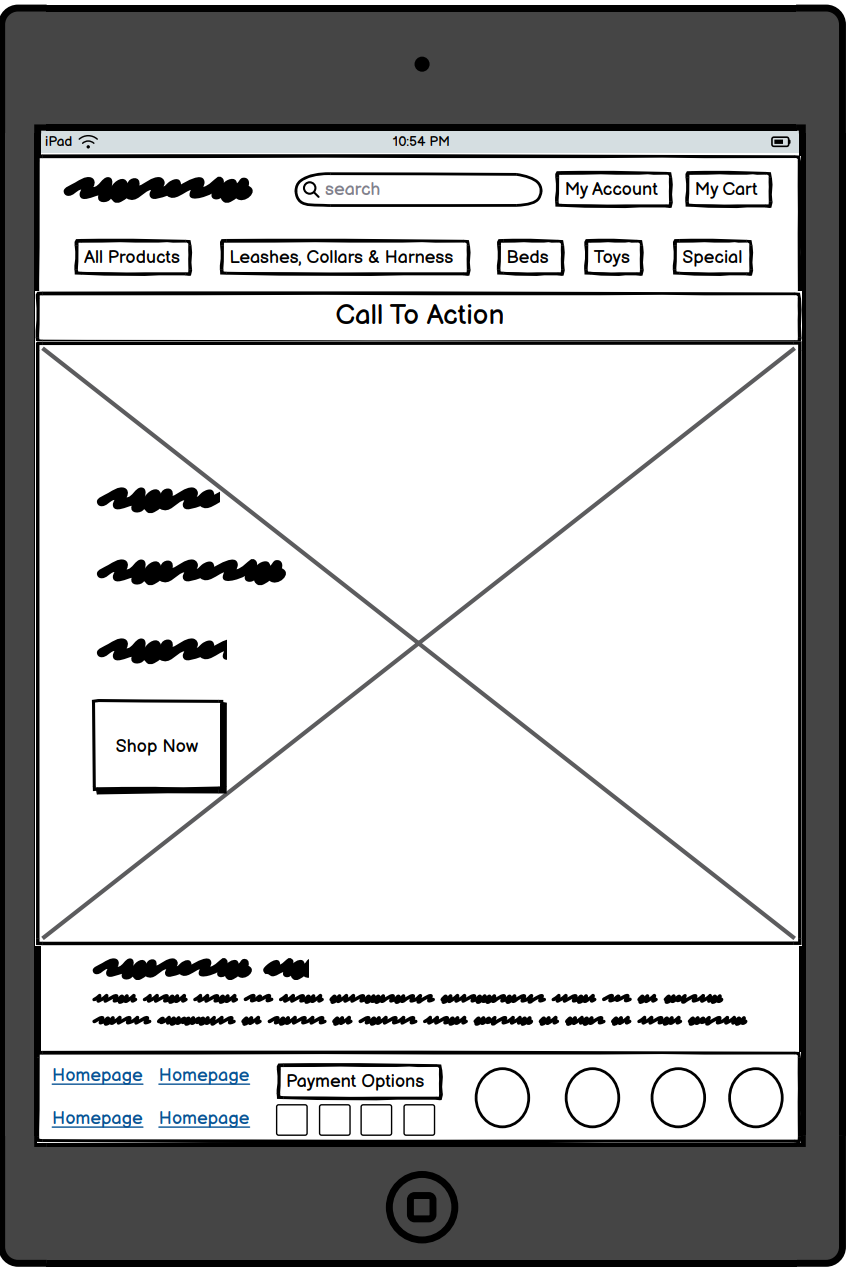 iPad 10:54 PM
search My Account My Cart
All Products Leashes, Collars & Harness Beds Toys Special
Call To Action
Shop Now
Homepage Homepage Payment Options
Homepage Homepage